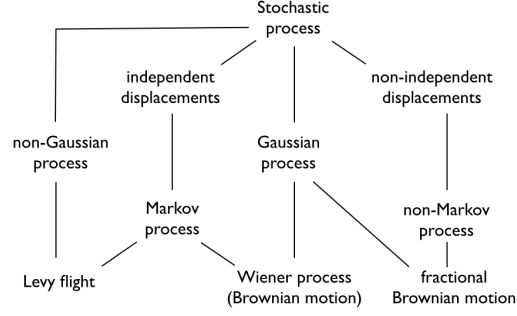 Stochastic
process
independent
displacements
non-independent
displacements
non-Gaussian
process
Gaussian
process
Markov
process
non-Markov
process
Levy flight
Wiener process
(Brownian motion)
fractional
Brownian motion